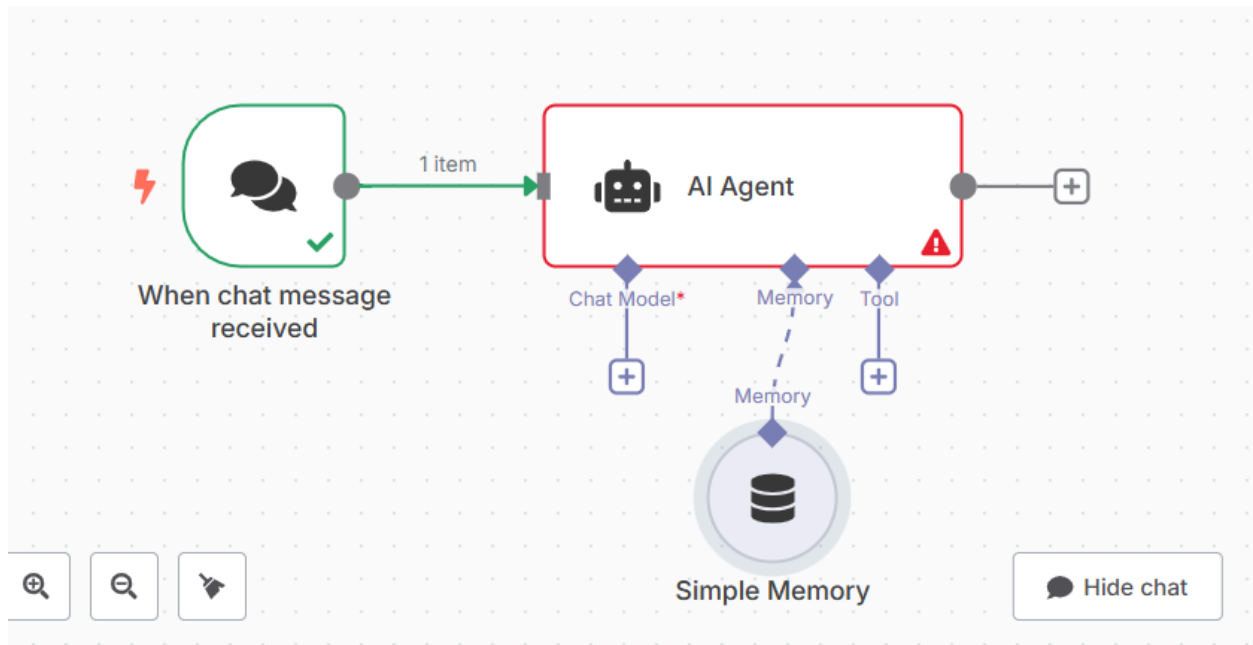 1 item
AI Agent
Chat Model*
Memory
Tool
When chat message
received
Memory
Simple Memory
Hide chat